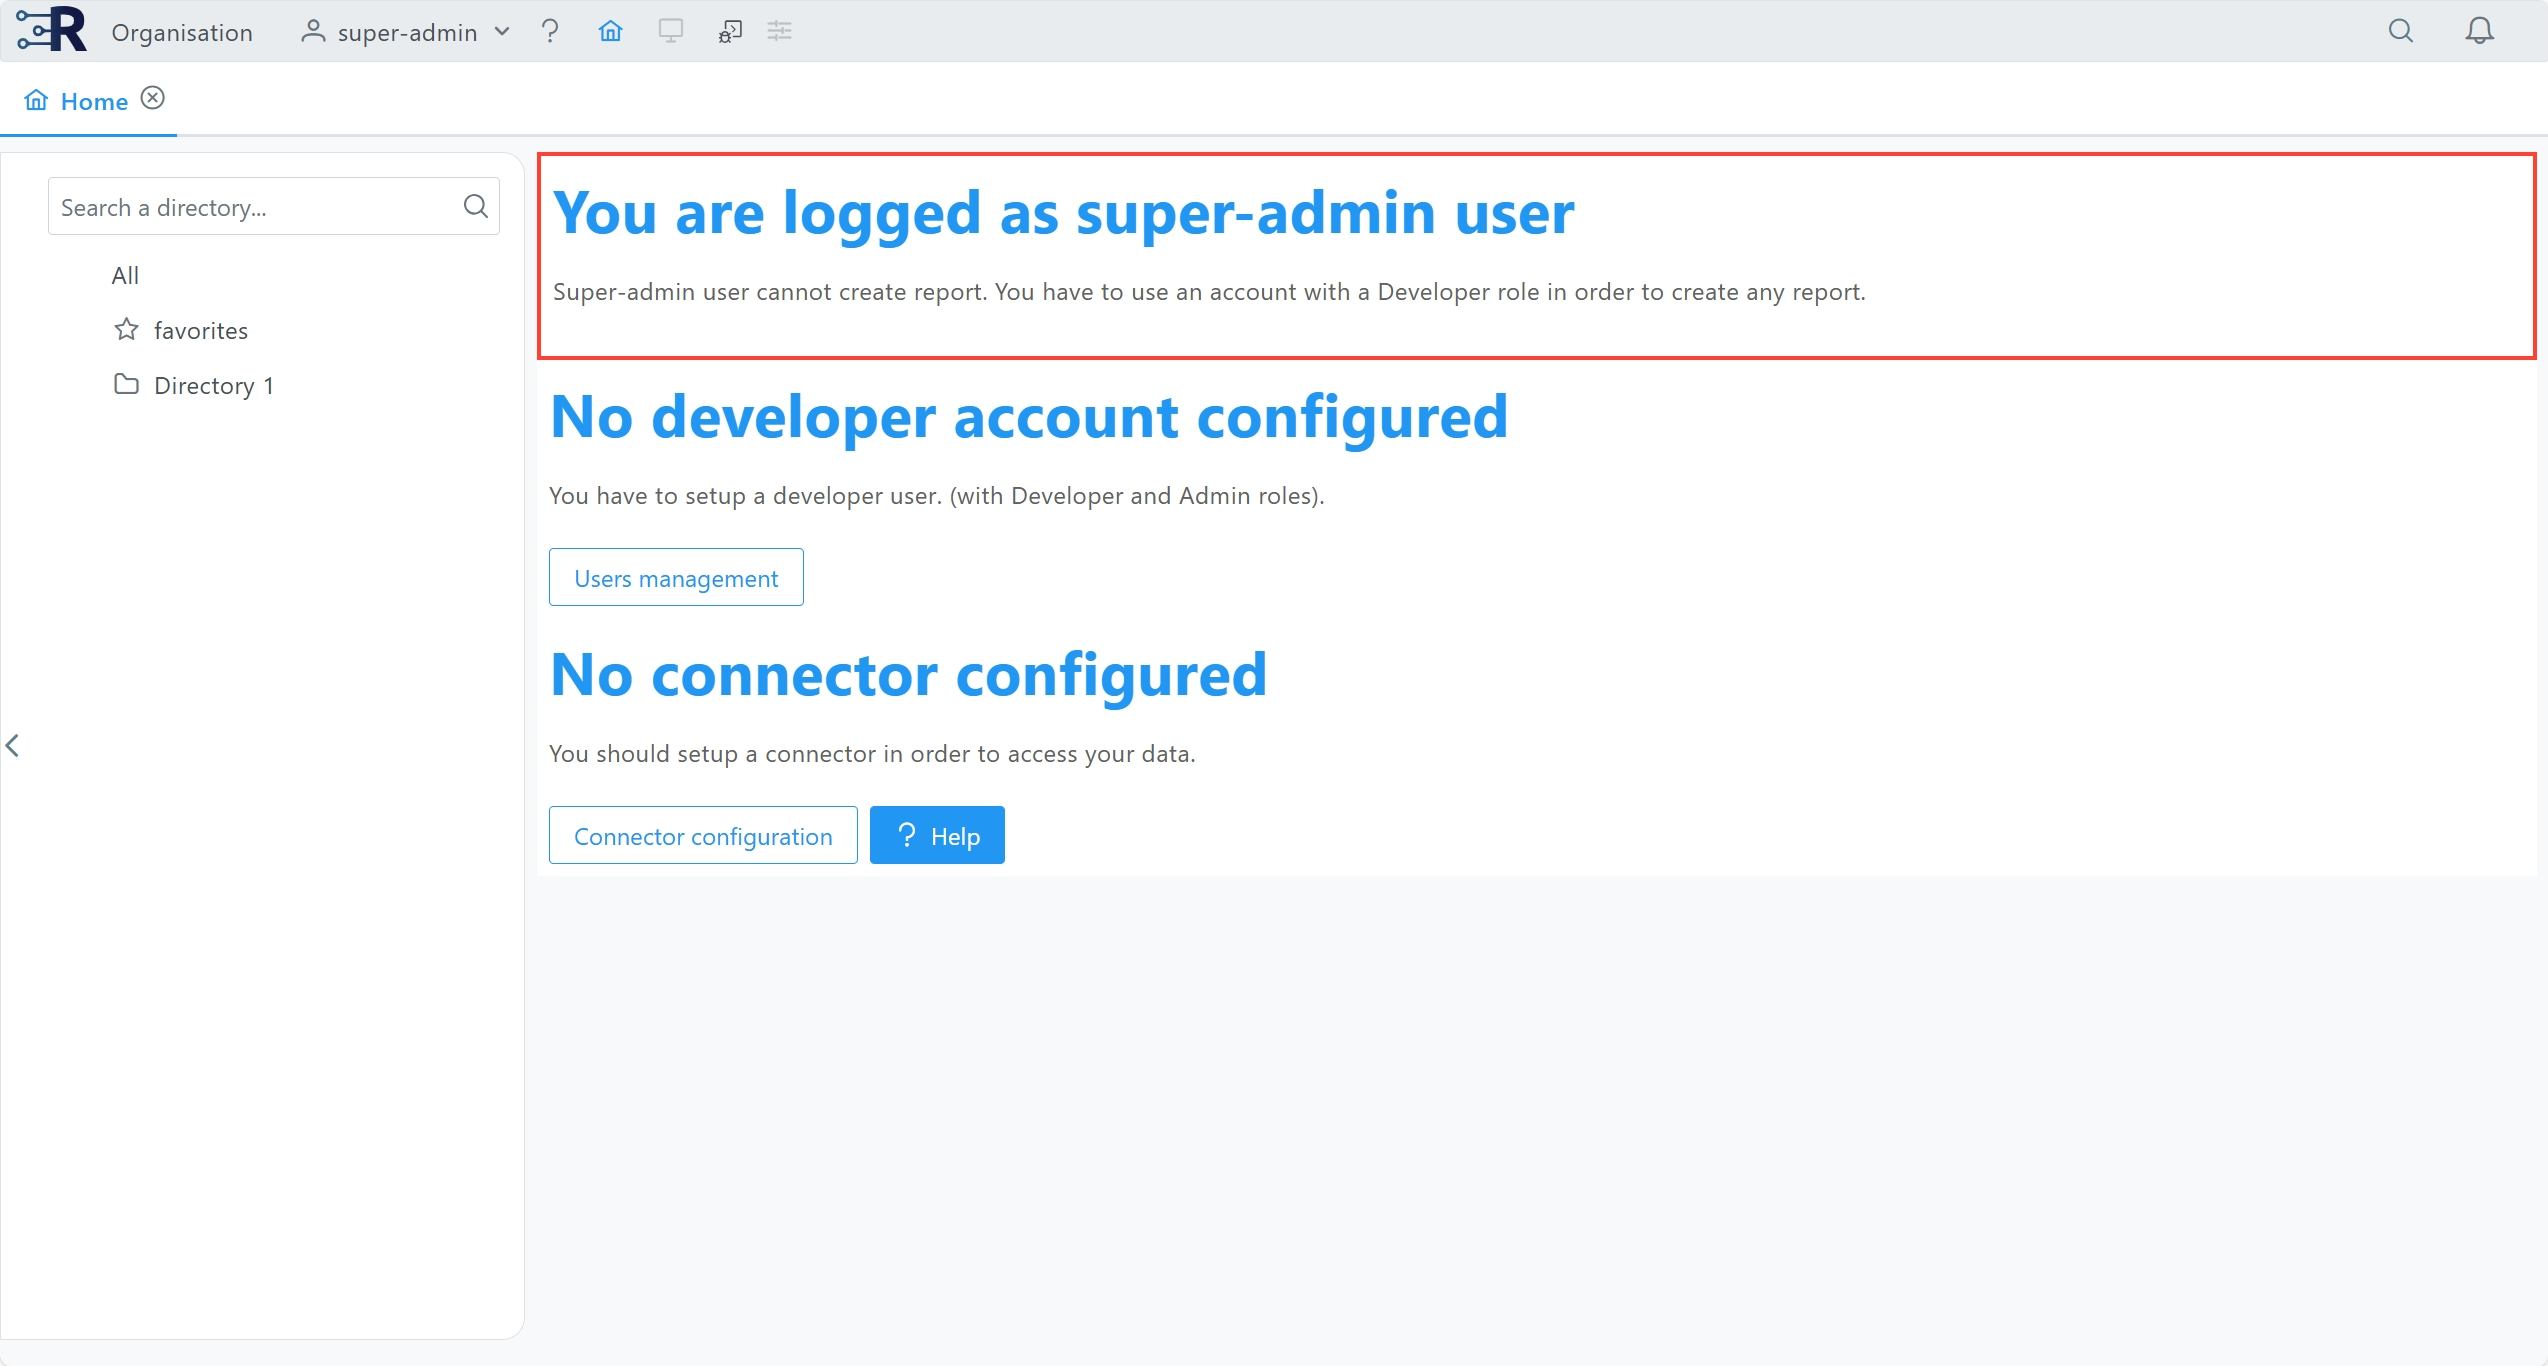 R Organisation super-admin
Home
Search a directory...
All
favorites
Directory 1
You are logged as super-admin user
Super-admin user cannot create report. You have to use an account with a Developer role in order to create any report.
No developer account configured
You have to setup a developer user. (with Developer and Admin roles).
Users management
No connector configured
You should setup a connector in order to access your data.
Connector configuration ? Help